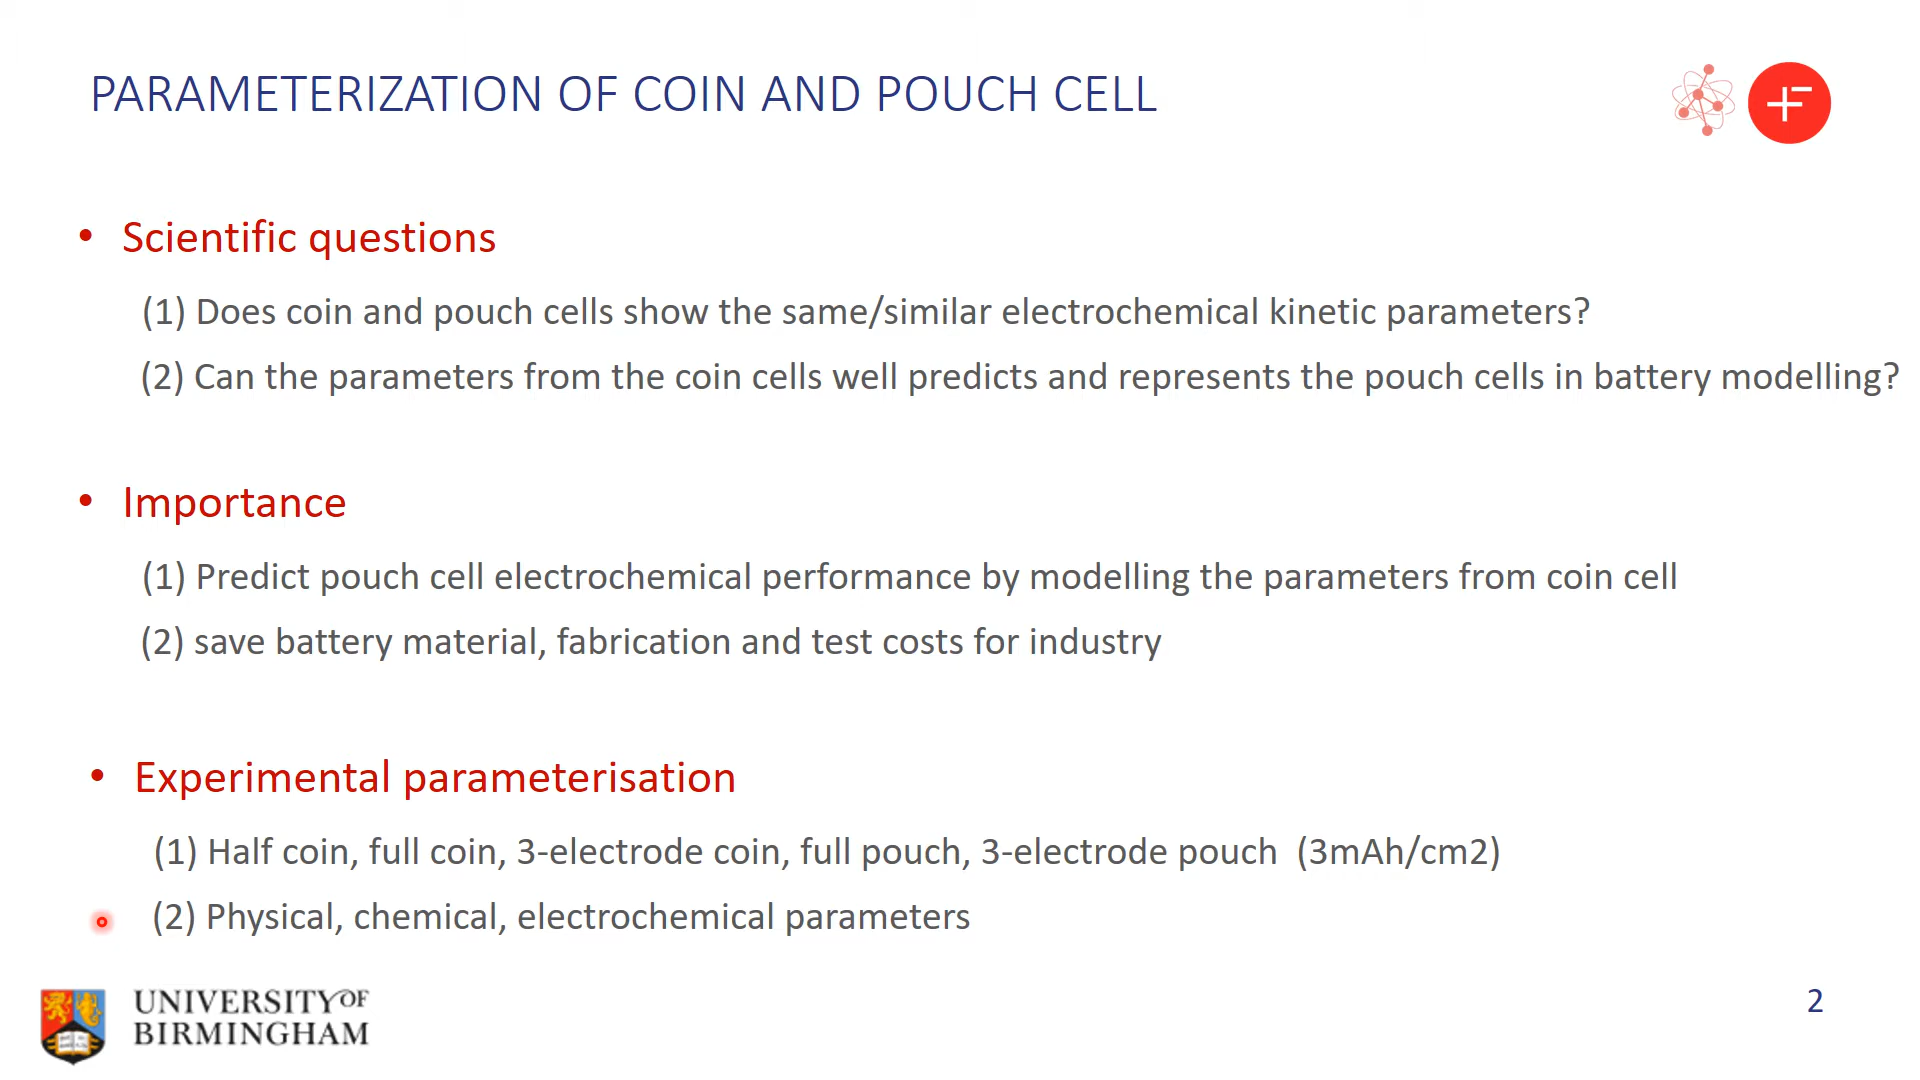 PARAMETERIZATION OF COIN AND POUCH CELL
• Scientific questions
(1) Does coin and pouch cells show the same/similar electrochemical kinetic parameters?
(2) Can the parameters from the coin cells well predicts and represents the pouch cells in battery modelling?
• Importance
(1) Predict pouch cell electrochemical performance by modelling the parameters from coin cell
(2) save battery material, fabrication and test costs for industry
• Experimental parameterisation
(1) Half coin, full coin, 3-electrode coin, full pouch, 3-electrode pouch (3mAh/cm2)
(2) Physical, chemical, electrochemical parameters
UNIVERSITY OF
BIRMINGHAM
2